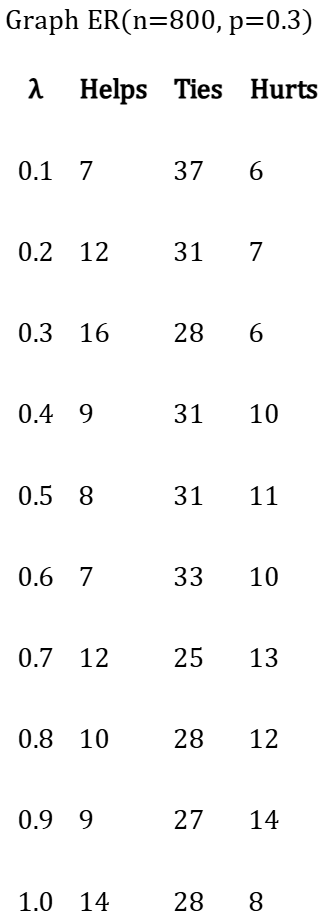 Graph ER(n=800, p=0.3)
λ Helps Ties Hurts
0.1 7 37 6
0.2 12 31 7
0.3 16 28 6
0.4 9 31 10
0.5 8 31 11
0.6 7 33 10
0.7 12 25 13
0.8 10 28 12
0.9 9 27 14
1.0 14 28 8